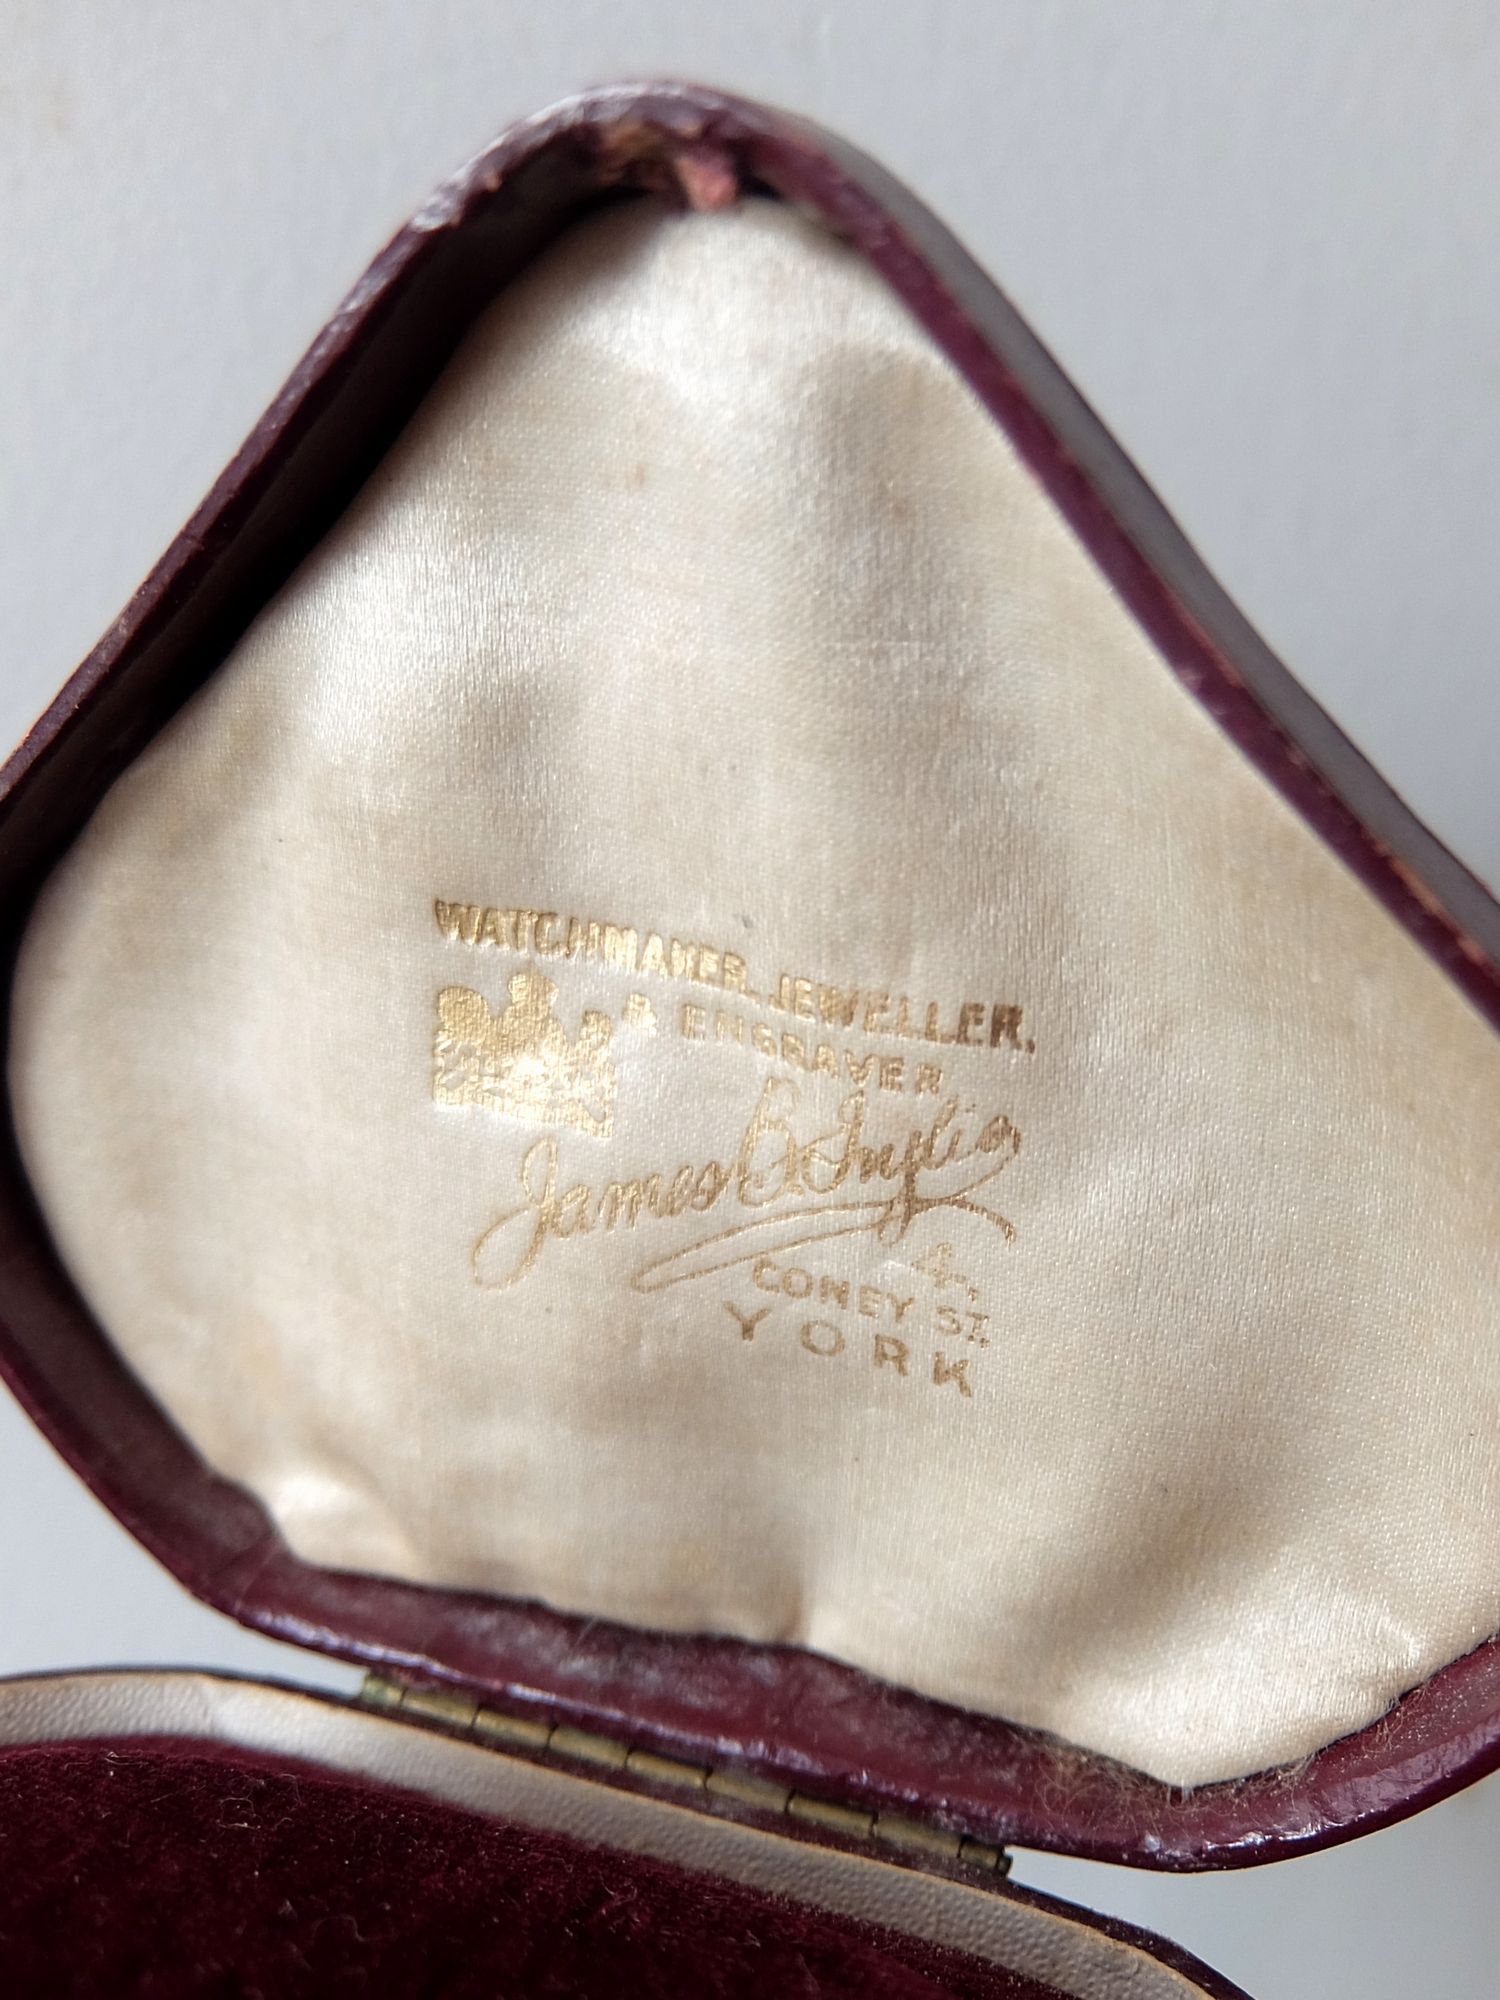 WATCHMAKER, JEWELLER,
& ENGRAVER
James B. Inglis
4,
CONEY ST.
YORK